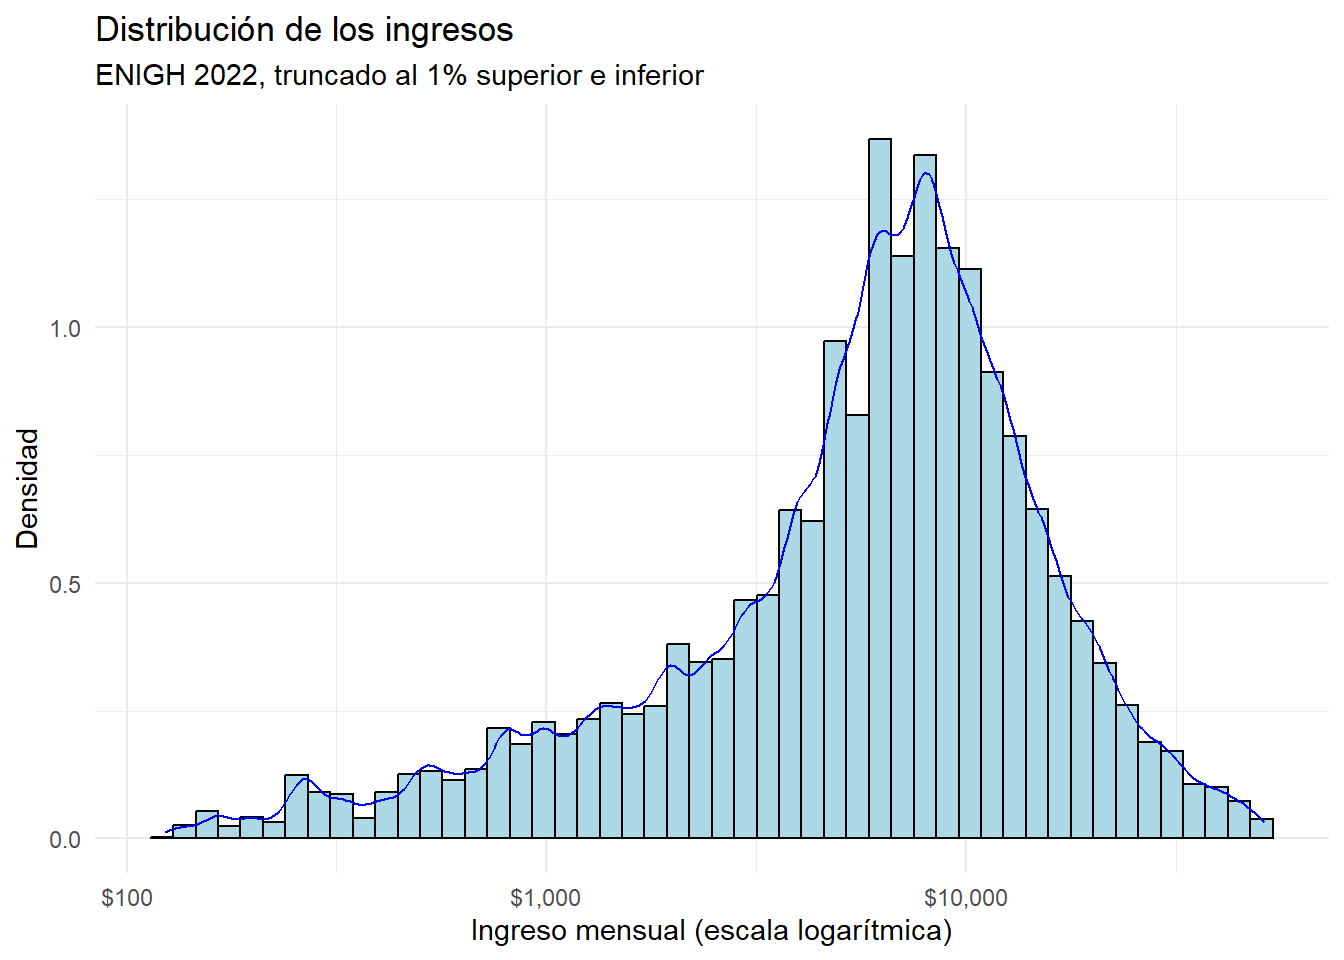 Distribución de los ingresos
ENIGH 2022, truncado al 1% superior e inferior
Densidad
1.0
0.5
0.0
$100 $1,000 $10,000
Ingreso mensual (escala logarítmica)